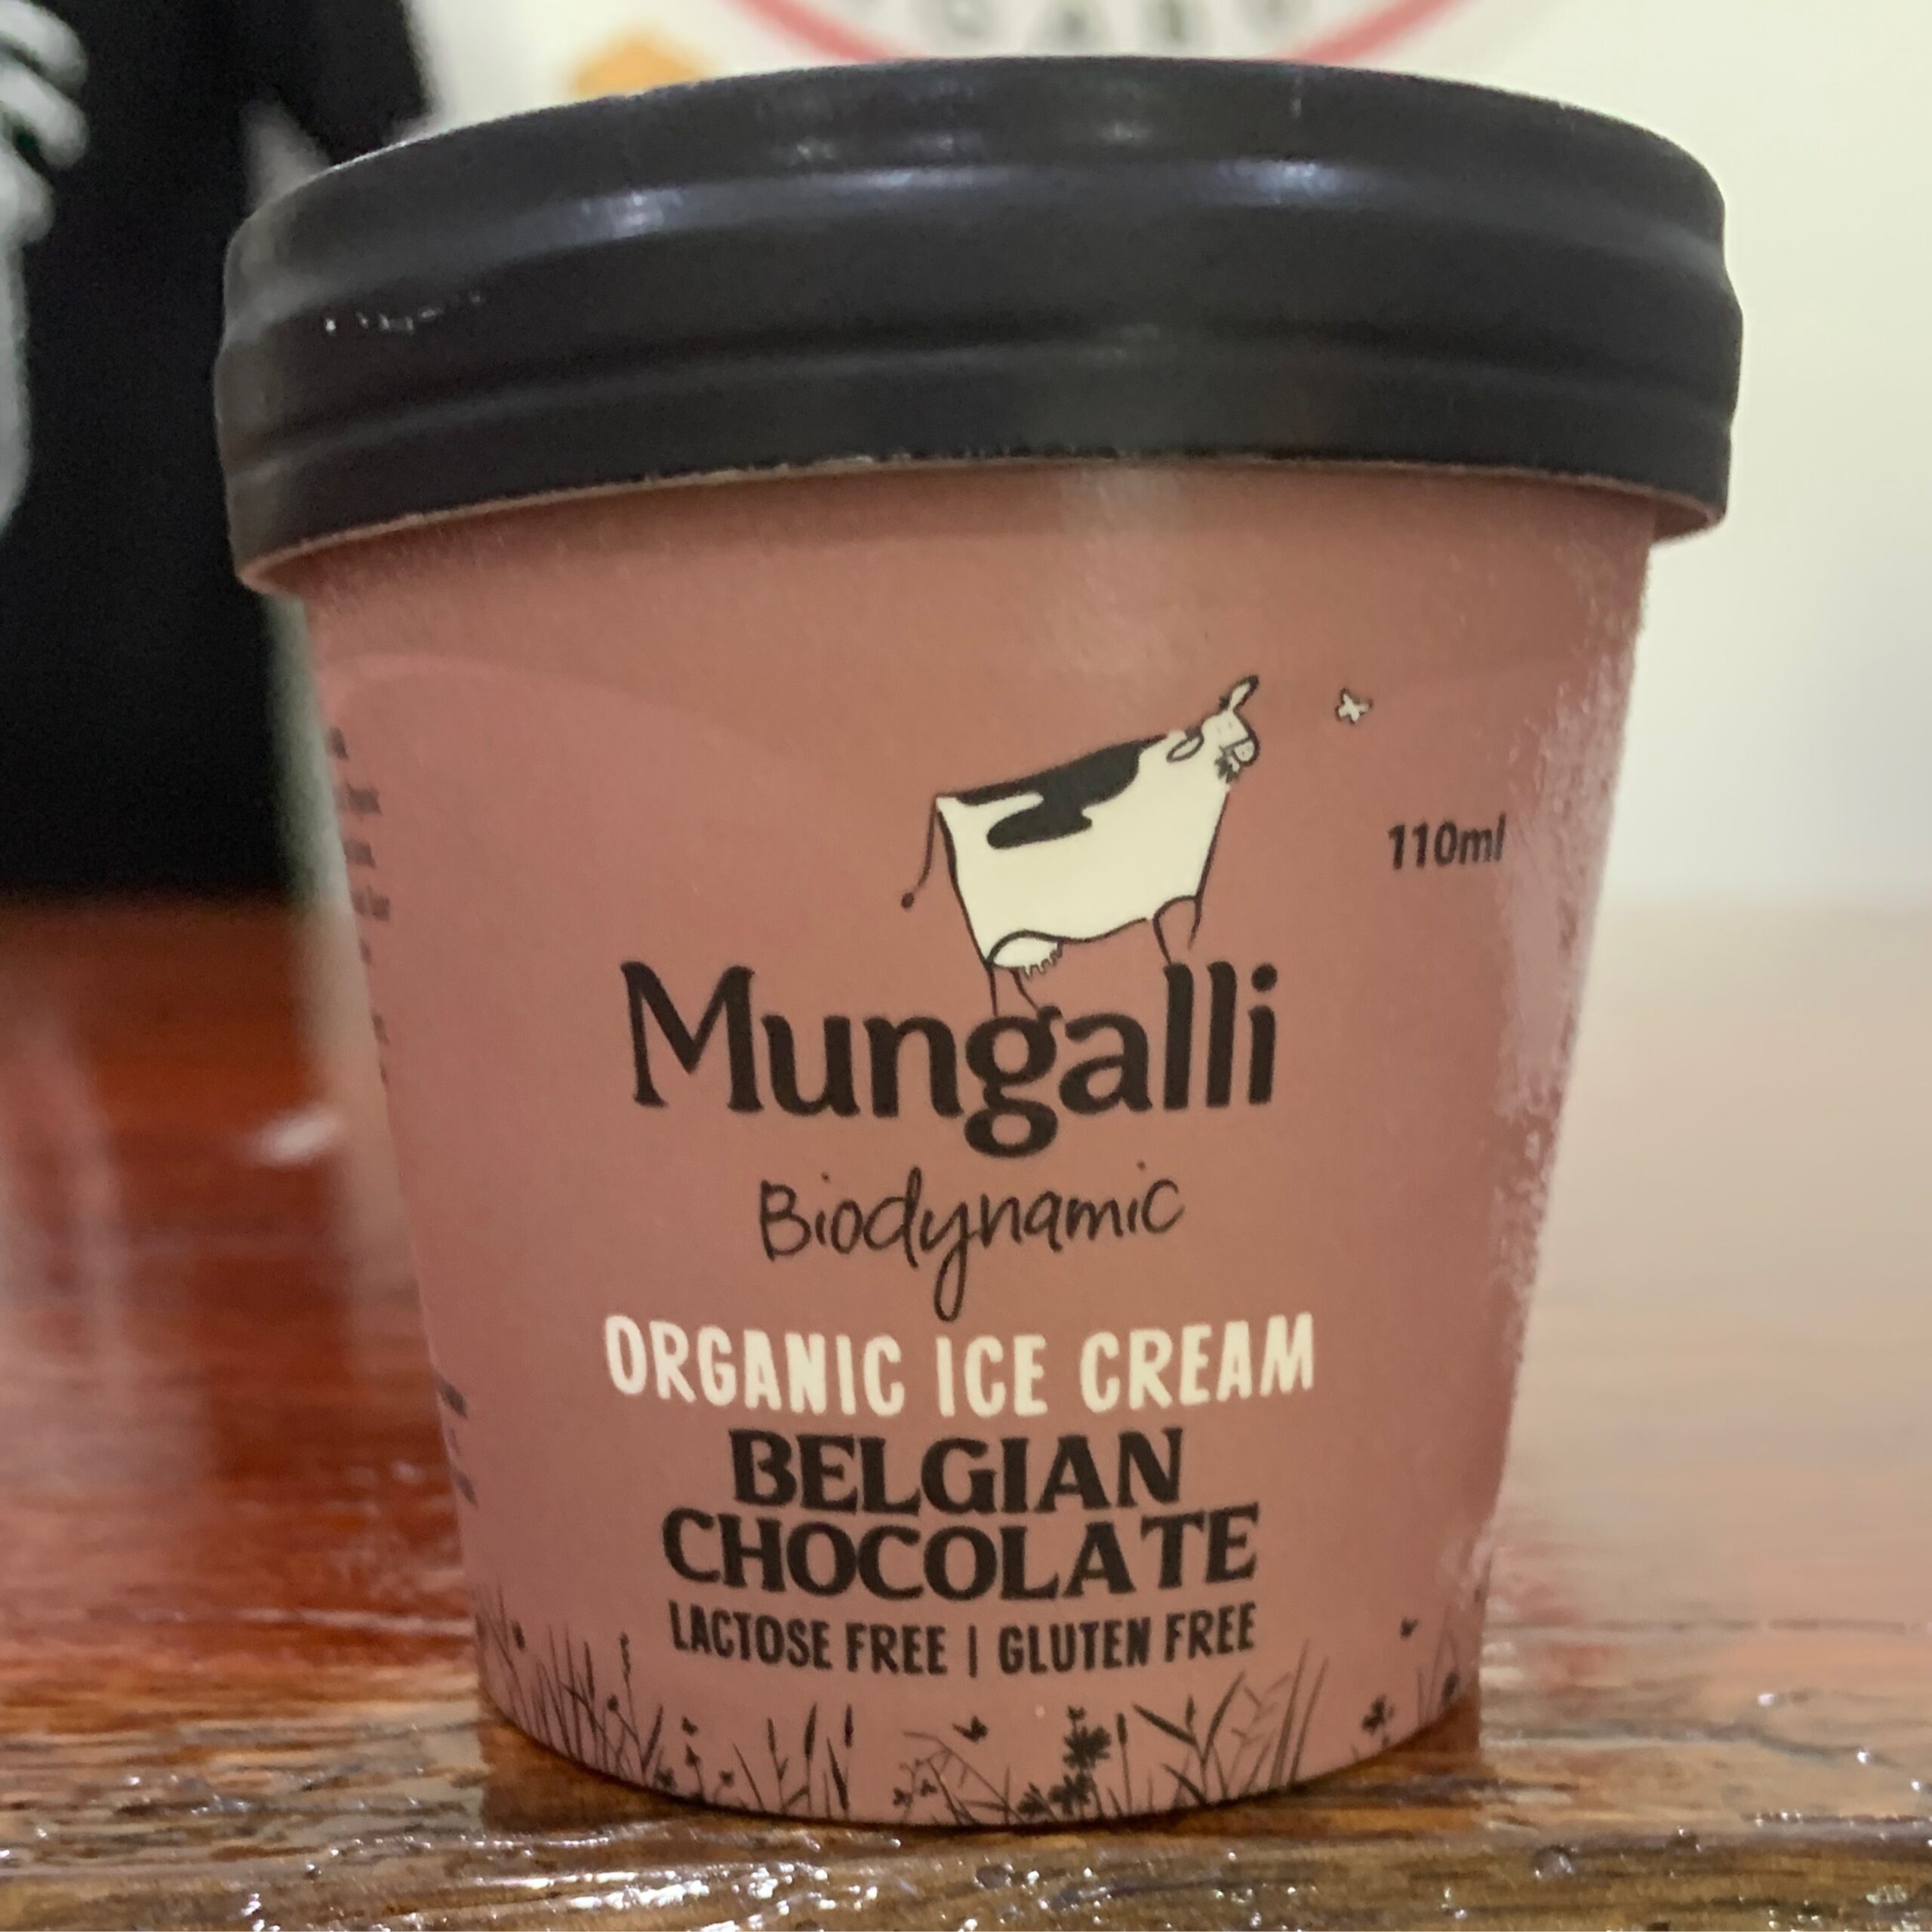 110ml
Mungalli
Biodynamic
ORGANIC ICE CREAM
BELGIAN
CHOCOLATE
LACTOSE FREE | GLUTEN FREE